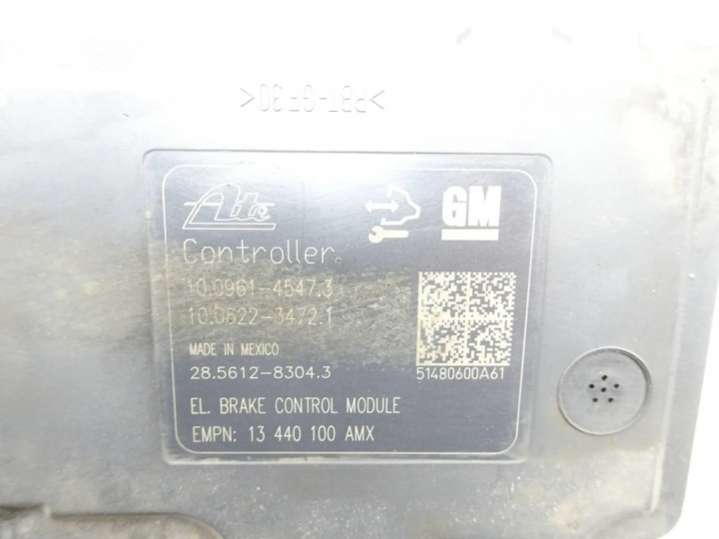 >PBT-GF30<
Ate
GM
Controller
10.0961-4547.3
10.0622-3472.1
MADE IN MEXICO
28.5612-8304.3
51480600A61
EL. BRAKE CONTROL MODULE
EMPN: 13 440 100 AMX